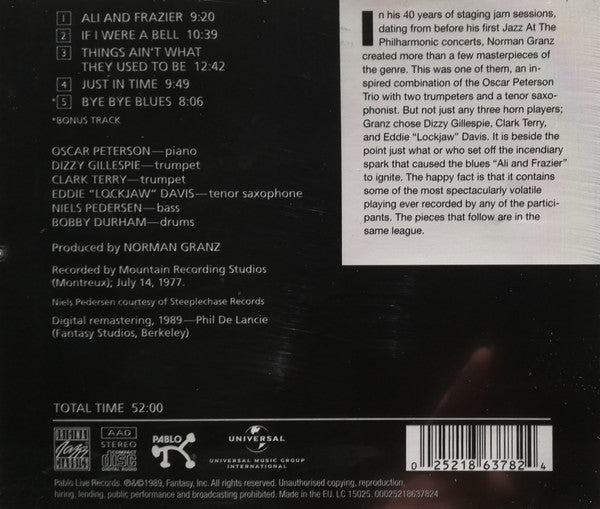 1 ALI AND FRAZIER 9:20
2 IF I WERE A BELL 10:39
3 THINGS AIN'T WHAT
THEY USED TO BE 12:42
4 JUST IN TIME 9:49
*5 BYE BYE BLUES 8:06
*BONUS TRACK
OSCAR PETERSON—piano
DIZZY GILLESPIE—trumpet
CLARK TERRY—trumpet
EDDIE "LOCKJAW" DAVIS—tenor saxophone
NIELS PEDERSEN—bass
BOBBY DURHAM—drums
Produced by NORMAN GRANZ
Recorded by Mountain Recording Studios
(Montreux); July 14, 1977.
Niels Pedersen courtesy of Steeplechase Records
Digital remastering, 1989—Phil De Lancie
(Fantasy Studios, Berkeley)
In his 40 years of staging jam sessions,
dating from before his first Jazz At The
Philharmonic concerts, Norman Granz
created more than a few masterpieces of
the genre. This was one of them, an in-
spired combination of the Oscar Peterson
Trio with two trumpeters and a tenor saxo-
phonist. But not just any three horn players;
Granz chose Dizzy Gillespie, Clark Terry,
and Eddie "Lockjaw" Davis. It is beside the
point just what or who set off the incendiary
spark that caused the blues "Ali and Frazier"
to ignite. The happy fact is that it contains
some of the most spectacularly volatile
playing ever recorded by any of the partici-
pants. The pieces that follow are in the
same league.
TOTAL TIME 52:00
ORIGINAL
Jazz
CLASSICS
AAD
STEREO
COMPACT
disc
DIGITAL AUDIO
PABLO
UNIVERSAL
UNIVERSAL MUSIC GROUP
INTERNATIONAL
0 25218 63782 4
Pablo Live Records. ℗&©1989, Fantasy, Inc. All rights reserved. Unauthorised copying, reproduction,
hiring, lending, public performance and broadcasting prohibited. Made in the EU. LC 15025. 00025218637824